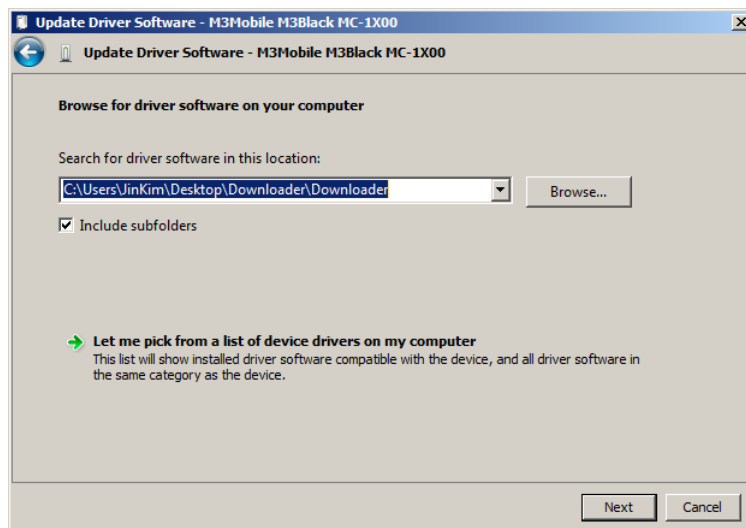 Update Driver Software - M3Mobile M3Black MC-1X00
Update Driver Software - M3Mobile M3Black MC-1X00
Browse for driver software on your computer
Search for driver software in this location:
C:\Users\JinKim\Desktop\Downloader\Downloader
Browse...
Include subfolders
Let me pick from a list of device drivers on my computer
This list will show installed driver software compatible with the device, and all driver software in
the same category as the device.
Next
Cancel